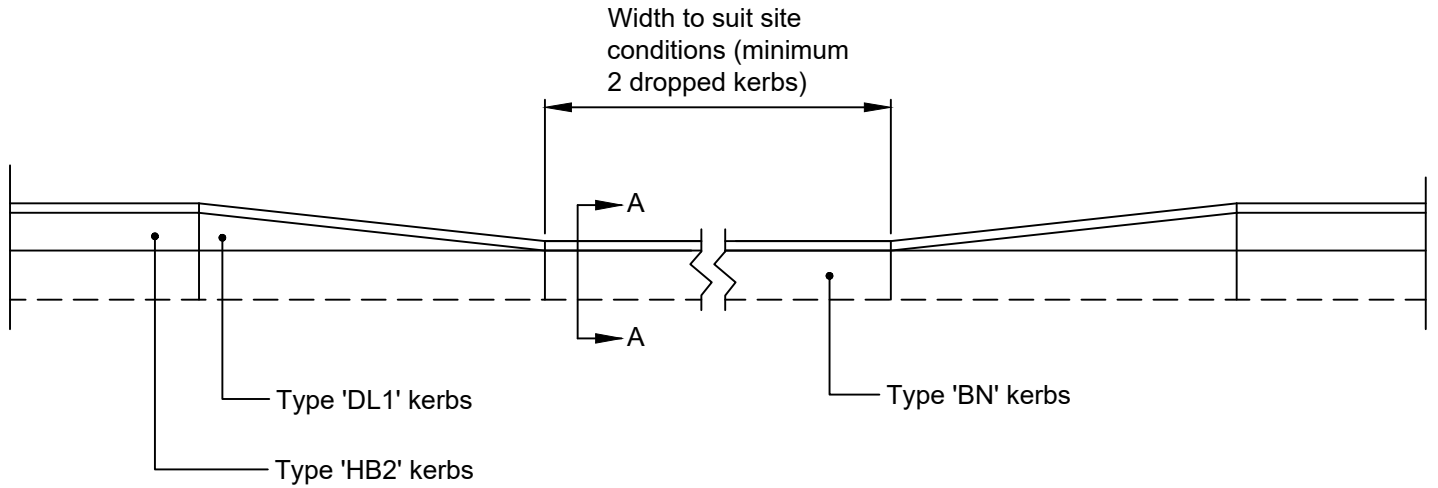 Width to suit site
conditions (minimum
2 dropped kerbs)
A
A
Type 'DL1' kerbs
Type 'BN' kerbs
Type 'HB2' kerbs